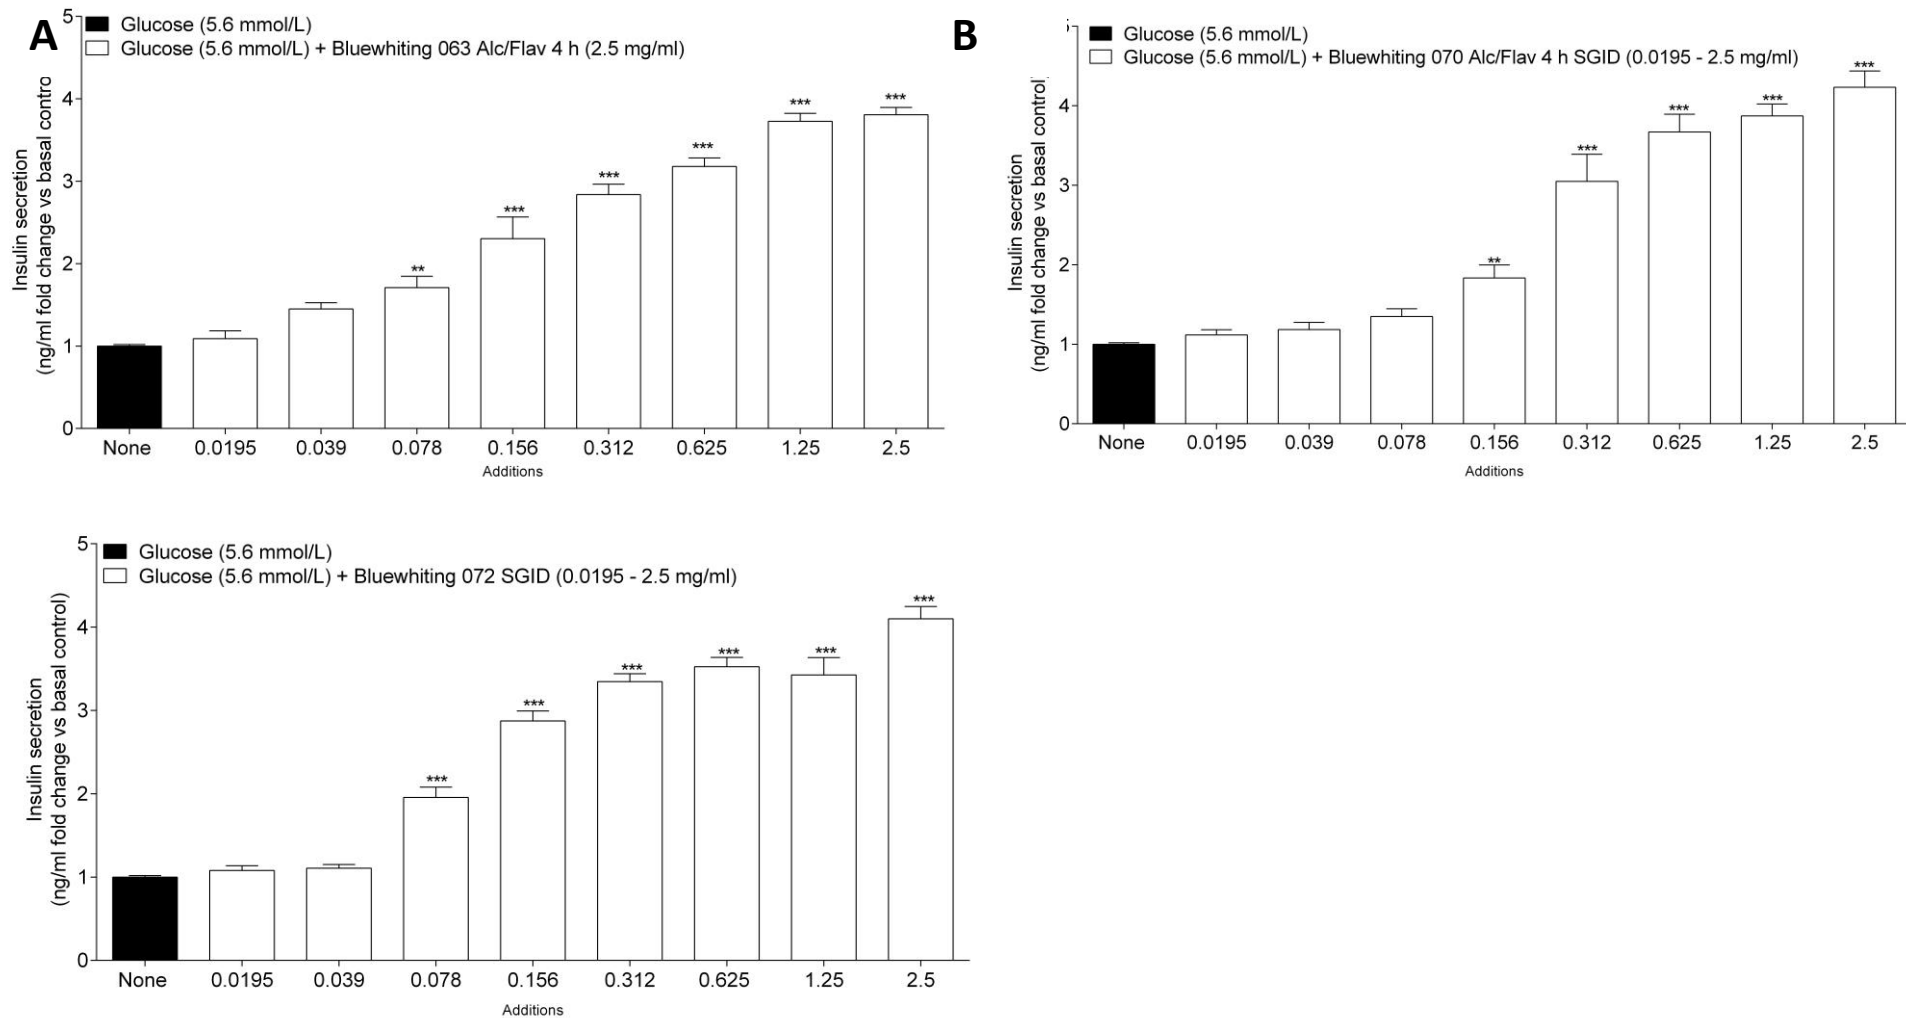 A
5
Glucose (5.6 mmol/L)
Glucose (5.6 mmol/L) + Bluewhiting 063 Alc/Flav 4 h (2.5 mg/ml)
Insulin secretion
(ng/ml fold change vs basal contro
4
3
2
1
0
***
***
***
***
***
**
None 0.0195 0.039 0.078 0.156 0.312 0.625 1.25 2.5
Additions
B
Glucose (5.6 mmol/L)
Glucose (5.6 mmol/L) + Bluewhiting 070 Alc/Flav 4 h SGID (0.0195 - 2.5 mg/ml)
Insulin secretion
(ng/ml fold change vs basal control
4
3
2
1
0
***
***
***
***
**
None 0.0195 0.039 0.078 0.156 0.312 0.625 1.25 2.5
Additions
5
Glucose (5.6 mmol/L)
Glucose (5.6 mmol/L) + Bluewhiting 072 SGID (0.0195 - 2.5 mg/ml)
Insulin secretion
(ng/ml fold change vs basal control)
4
3
2
1
0
***
***
***
***
***
***
None 0.0195 0.039 0.078 0.156 0.312 0.625 1.25 2.5
Additions